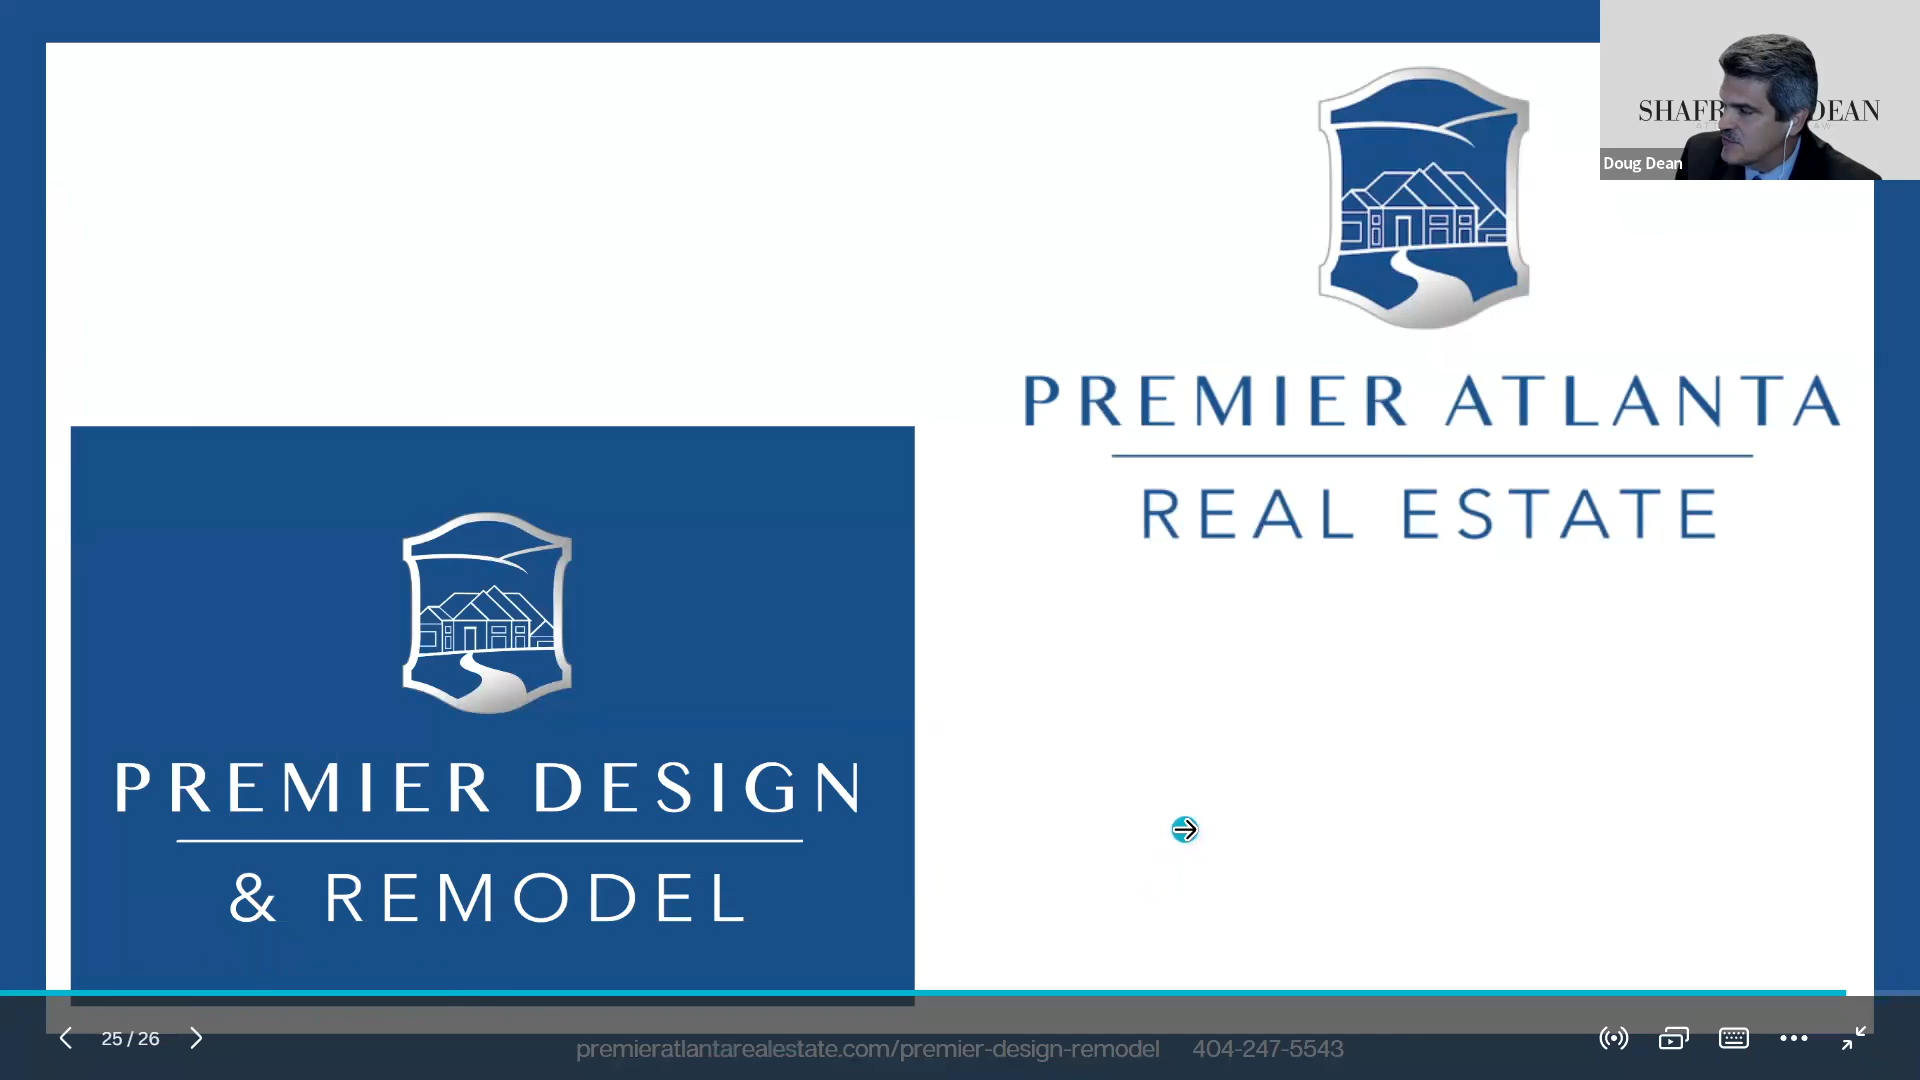 SHAFR DEAN
Doug Dean
PREMIER ATLANTA
REAL ESTATE
PREMIER DESIGN
& REMODEL
25 / 26
premieratlantarealestate.com/premier-design-remodel 404-247-5543